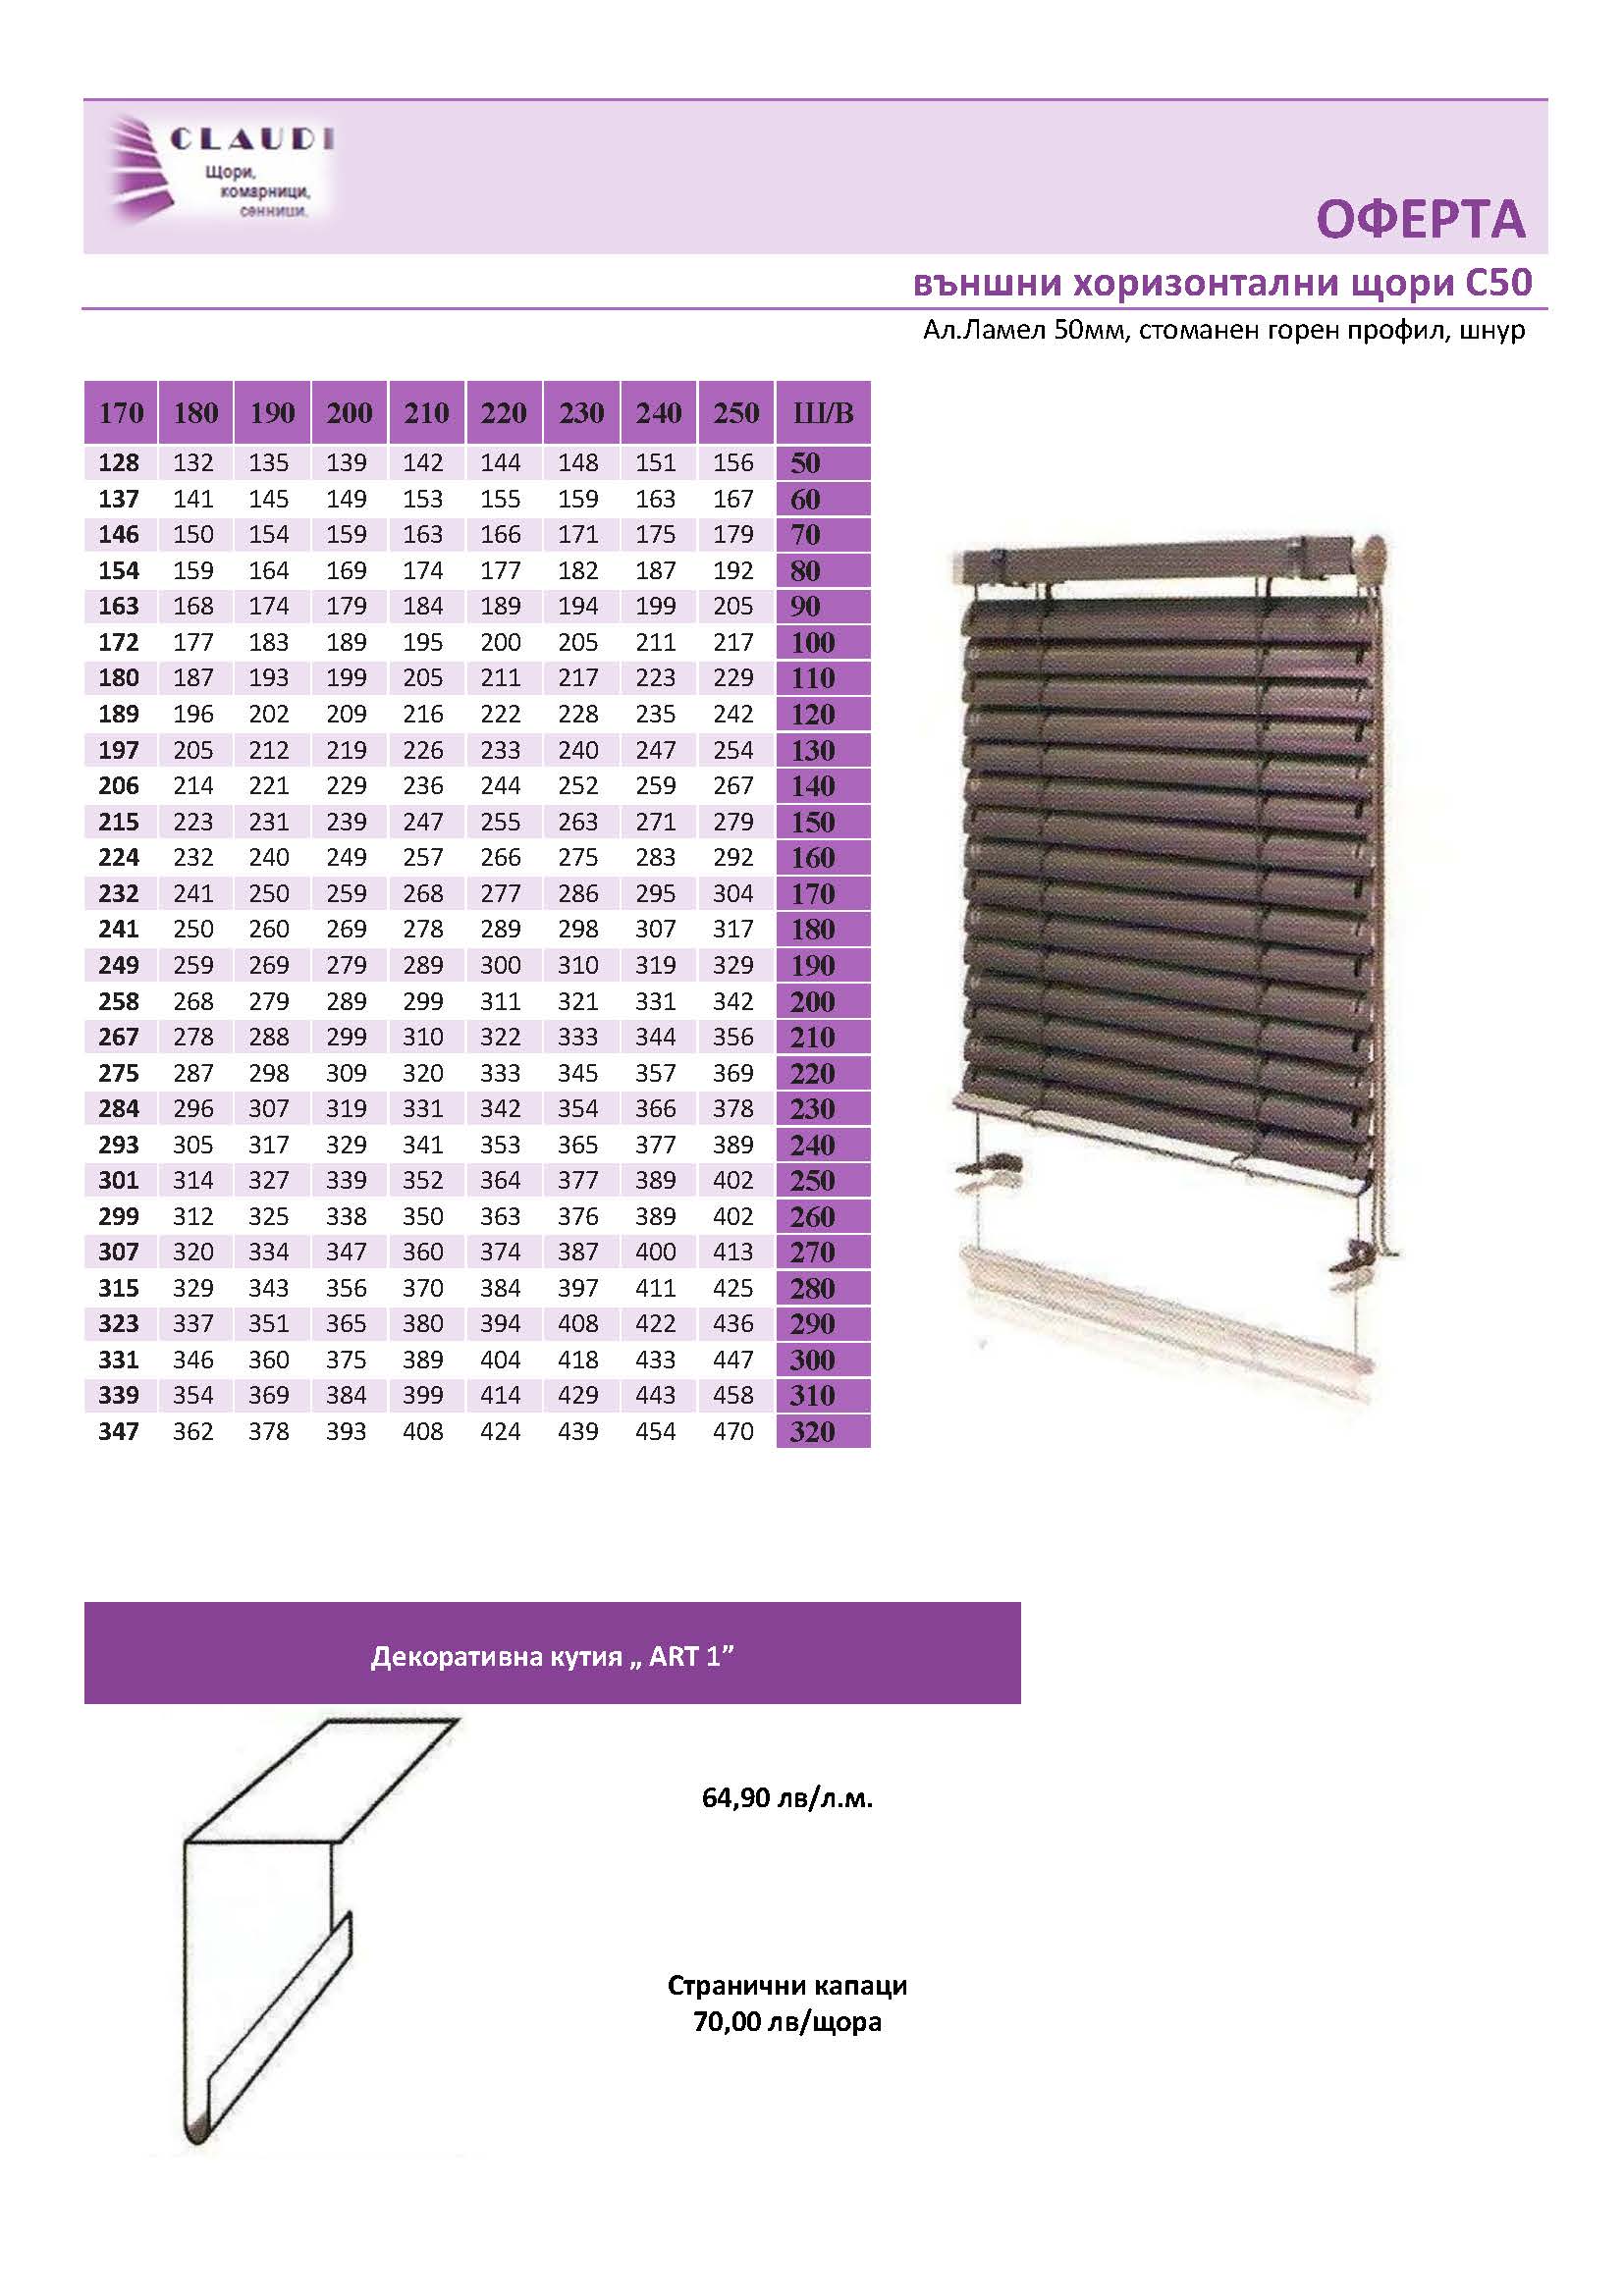 CLAUDI
Щори,
комарници,
сенници.
ОФЕРТА
външни хоризонтални щори С50
Ал.Ламел 50мм, стоманен горен профил, шнур
170 180 190 200 210 220 230 240 250 Ш/В
128 132 135 139 142 144 148 151 156 50
137 141 145 149 153 155 159 163 167 60
146 150 154 159 163 166 171 175 179 70
154 159 164 169 174 177 182 187 192 80
163 168 174 179 184 189 194 199 205 90
172 177 183 189 195 200 205 211 217 100
180 187 193 199 205 211 217 223 229 110
189 196 202 209 216 222 228 235 242 120
197 205 212 219 226 233 240 247 254 130
206 214 221 229 236 244 252 259 267 140
215 223 231 239 247 255 263 271 279 150
224 232 240 249 257 266 275 283 292 160
232 241 250 259 268 277 286 295 304 170
241 250 260 269 278 289 298 307 317 180
249 259 269 279 289 300 310 319 329 190
258 268 279 289 299 311 321 331 342 200
267 278 288 299 310 322 333 344 356 210
275 287 298 309 320 333 345 357 369 220
284 296 307 319 331 342 354 366 378 230
293 305 317 329 341 353 365 377 389 240
301 314 327 339 352 364 377 389 402 250
299 312 325 338 350 363 376 389 402 260
307 320 334 347 360 374 387 400 413 270
315 329 343 356 370 384 397 411 425 280
323 337 351 365 380 394 408 422 436 290
331 346 360 375 389 404 418 433 447 300
339 354 369 384 399 414 429 443 458 310
347 362 378 393 408 424 439 454 470 320
Декоративна кутия „ ART 1”
64,90 лв/л.м.
Странични капаци
70,00 лв/щора